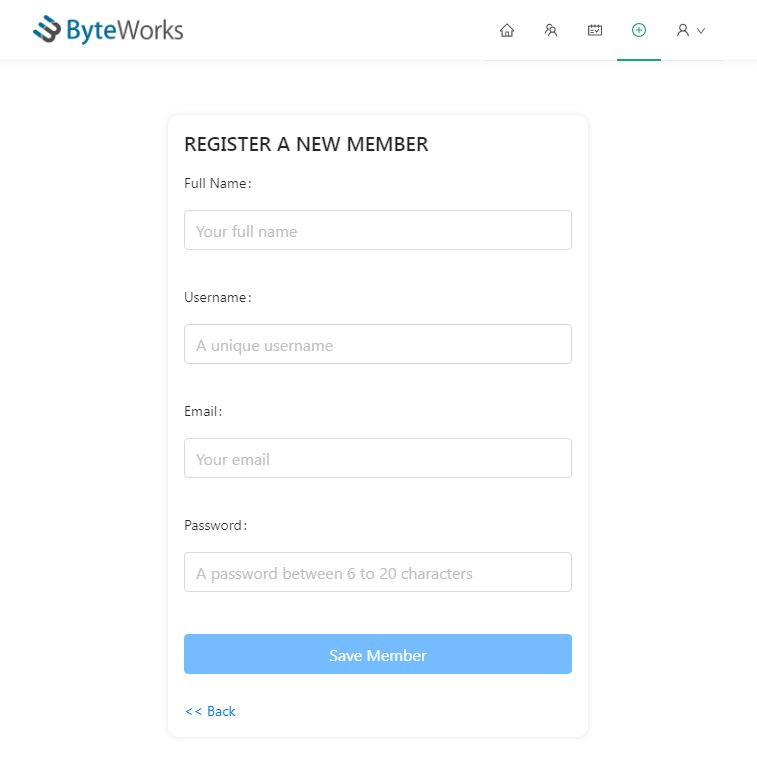 ByteWorks
REGISTER A NEW MEMBER
Full Name:
Your full name
Username:
A unique username
Email:
Your email
Password:
A password between 6 to 20 characters
Save Member
<< Back